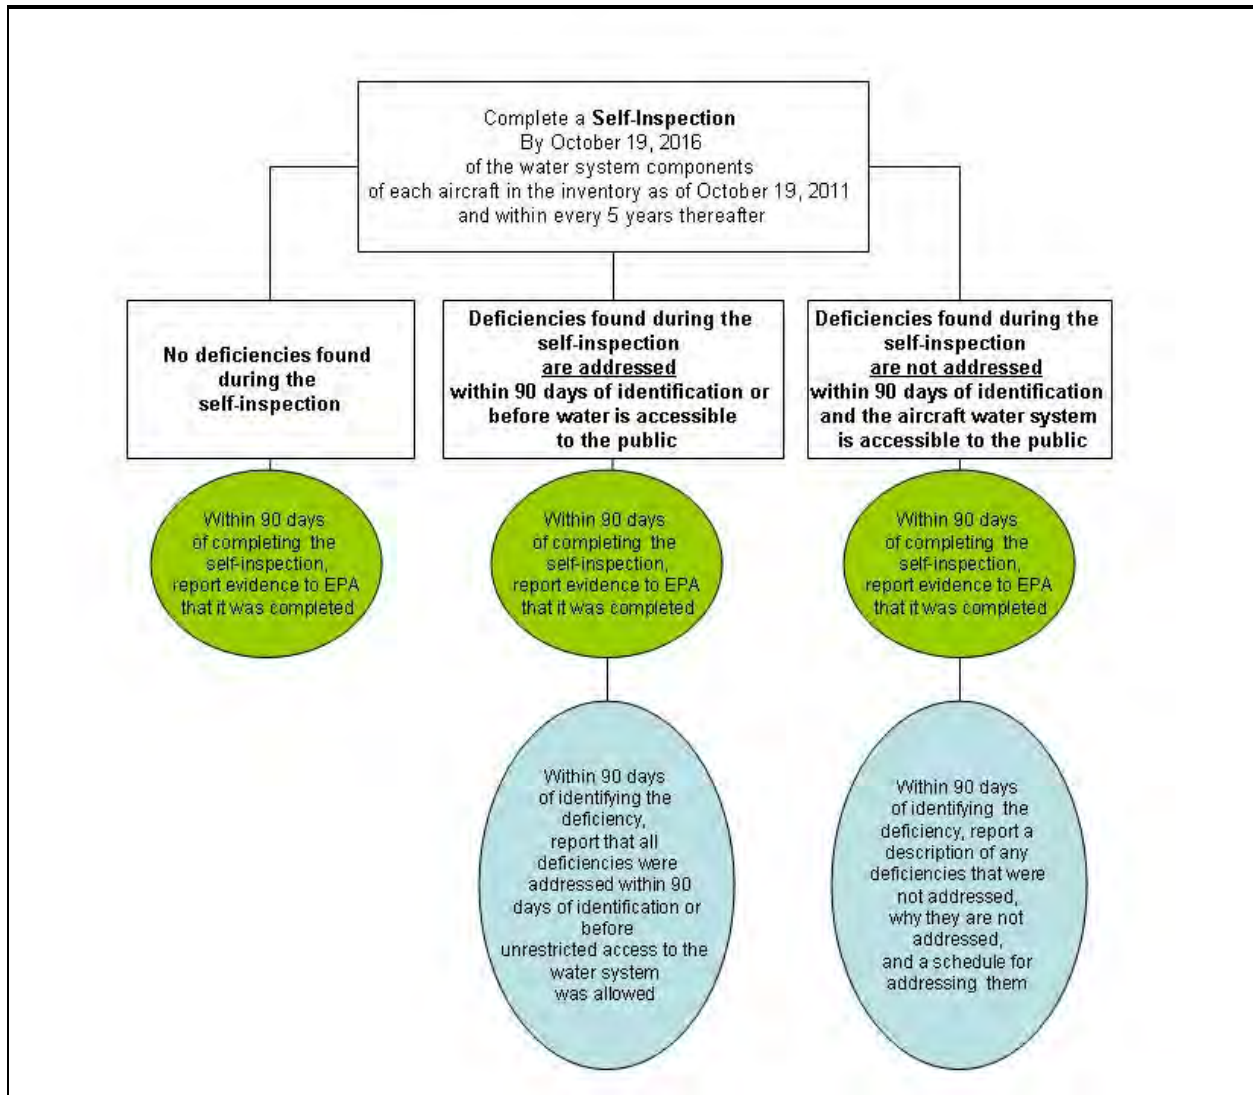 Complete a Self-Inspection
By October 19, 2016
of the water system components
of each aircraft in the inventory as of October 19, 2011
and within every 5 years thereafter
No deficiencies found
during the
self-inspection
Deficiencies found during the
self-inspection
are addressed
within 90 days of identification or
before water is accessible
to the public
Deficiencies found during the
self-inspection
are not addressed
within 90 days of identification
and the aircraft water system
is accessible to the public
Within 90 days
of completing the
self-inspection,
report evidence to EPA
that it was completed
Within 90 days
of completing the
self-inspection,
report evidence to EPA
that it was completed
Within 90 days
of completing the
self-inspection,
report evidence to EPA
that it was completed
Within 90 days
of identifying the
deficiency,
report that all
deficiencies were
addressed within 90
days of identification or
before
unrestricted access to the
water system
was allowed
Within 90 days
of identifying the
deficiency, report a
description of any
deficiencies that were
not addressed,
why they are not
addressed,
and a schedule for
addressing them